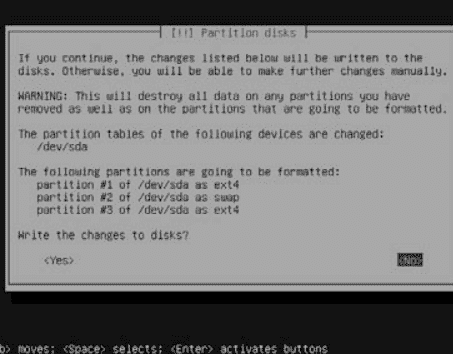 [!!] Partition disks
If you continue, the changes listed below will be written to the
disks. Otherwise, you will be able to make further changes manually.
WARNING: This will destroy all data on any partitions you have
removed as well as on the partitions that are going to be formatted.
The partition tables of the following devices are changed:
/dev/sda
The following partitions are going to be formatted:
partition #1 of /dev/sda as ext4
partition #2 of /dev/sda as swap
partition #3 of /dev/sda as ext4
Write the changes to disks?
<Yes> <No>
b> moves; <Space> selects; <Enter> activates buttons